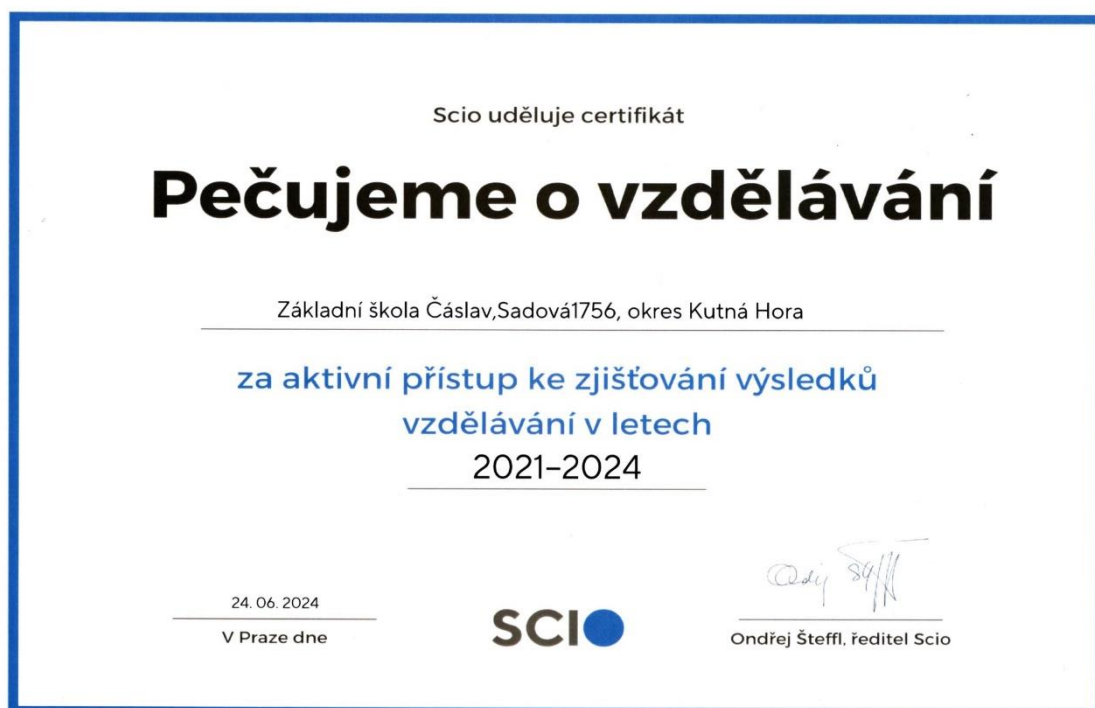 Scio uděluje certifikát
Pečujeme o vzdělávání
Základní škola Čáslav,Sadová1756, okres Kutná Hora
za aktivní přístup ke zjišťování výsledků
vzdělávání v letech
2021–2024
24. 06. 2024
V Praze dne
SCIO
Ondřej Šteffl, ředitel Scio